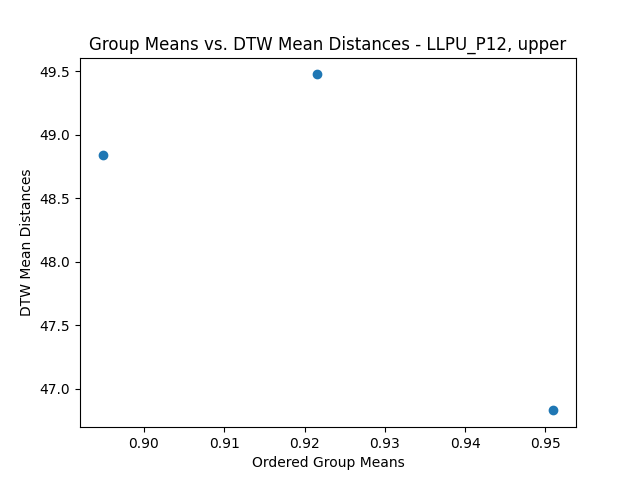 Group Means vs. DTW Mean Distances - LLPU_P12, upper
49.5
49.0
48.5
48.0
47.5
47.0
DTW Mean Distances
0.90 0.91 0.92 0.93 0.94 0.95
Ordered Group Means